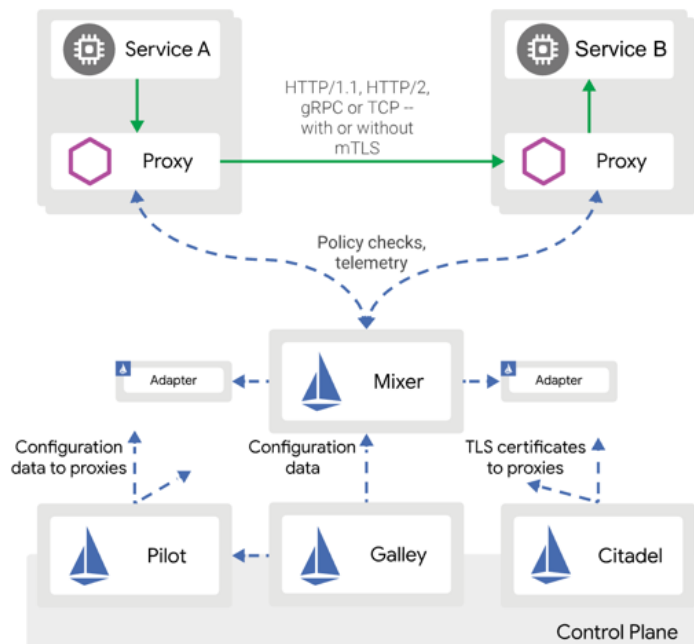 Service A
Service B
HTTP/1.1, HTTP/2,
gRPC or TCP --
with or without
mTLS
Proxy
Proxy
Policy checks,
telemetry
Mixer
Adapter
Adapter
Configuration
data to proxies
Configuration
data
TLS certificates
to proxies
Pilot
Galley
Citadel
Control Plane